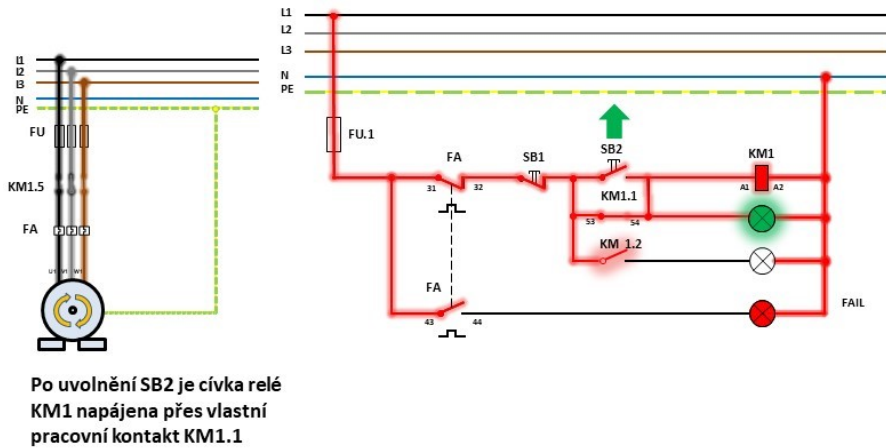 L1
L2
L3
N
PE
FU
KM1.5
FA
U1 V1 W1
L1
L2
L3
N
PE
FU.1
FA
SB1
SB2
KM1
31
32
A1
A2
KM1.1
53
54
KM 1.2
FA
43
44
FAIL
Po uvolnění SB2 je cívka relé
KM1 napájena přes vlastní
pracovní kontakt KM1.1